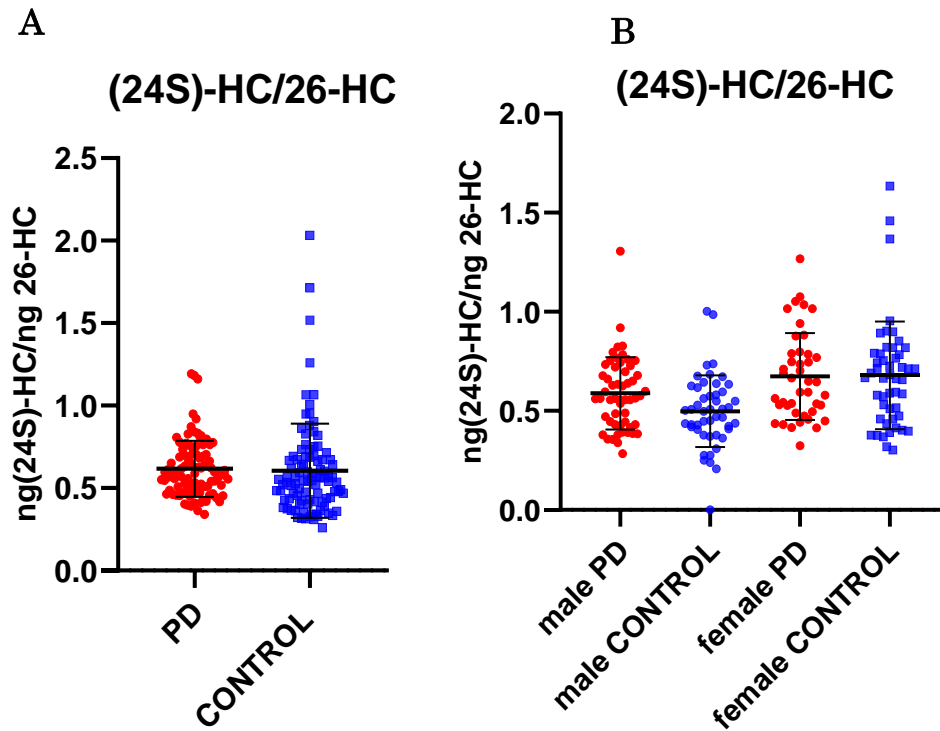 A
(24S)-HC/26-HC
ng(24S)-HC/ng 26-HC
2.5
2.0
1.5
1.0
0.5
0.0
PD
CONTROL
B
(24S)-HC/26-HC
ng(24S)-HC/ng 26-HC
2.0
1.5
1.0
0.5
0.0
male PD
male CONTROL
female PD
female CONTROL